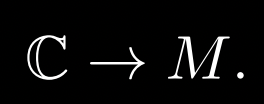 ℂ → M.